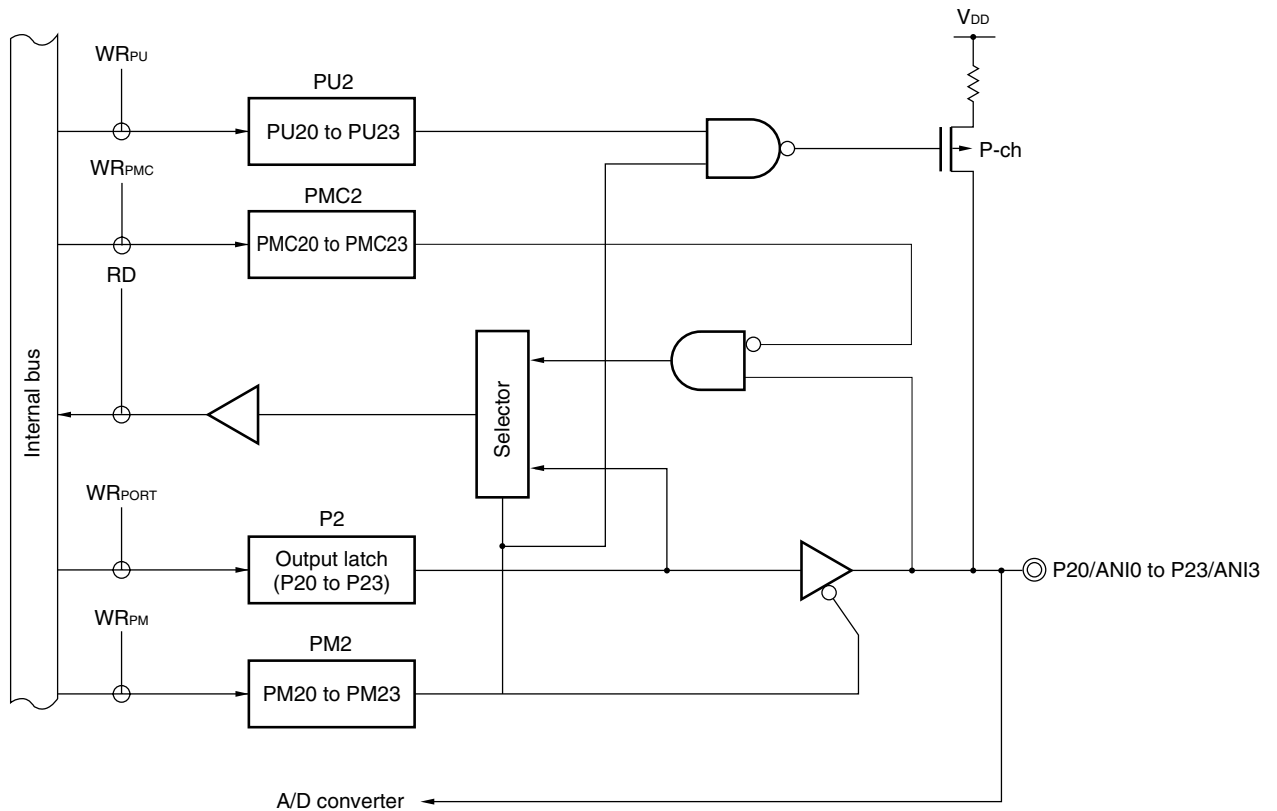 VDD
WRPU
PU2
PU20 to PU23
P-ch
WRPMC
PMC2
PMC20 to PMC23
RD
Internal bus
Selector
WRPORT
P2
Output latch
(P20 to P23)
P20/ANI0 to P23/ANI3
WRPM
PM2
PM20 to PM23
A/D converter